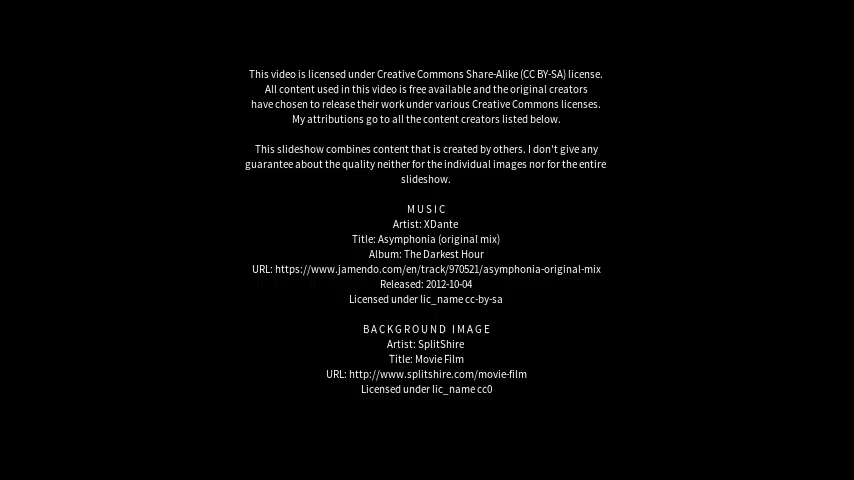 This video is licensed under Creative Commons Share-Alike (CC BY-SA) license.
All content used in this video is free available and the original creators
have chosen to release their work under various Creative Commons licenses.
My attributions go to all the content creators listed below.
This slideshow combines content that is created by others. I don't give any
guarantee about the quality neither for the individual images nor for the entire
slideshow.
MUSIC
Artist: XDante
Title: Asymphonia (original mix)
Album: The Darkest Hour
URL: https://www.jamendo.com/en/track/970521/asymphonia-original-mix
Released: 2012-10-04
Licensed under lic_name cc-by-sa
BACKGROUND IMAGE
Artist: SplitShire
Title: Movie Film
URL: http://www.splitshire.com/movie-film
Licensed under lic_name cc0